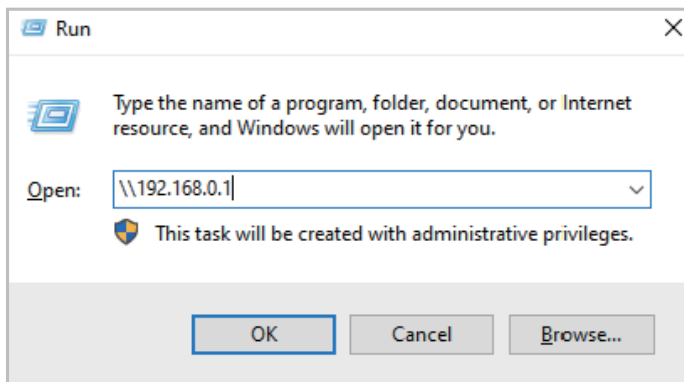 Run
Type the name of a program, folder, document, or Internet
resource, and Windows will open it for you.
Open: \\192.168.0.1
This task will be created with administrative privileges.
OK Cancel Browse...